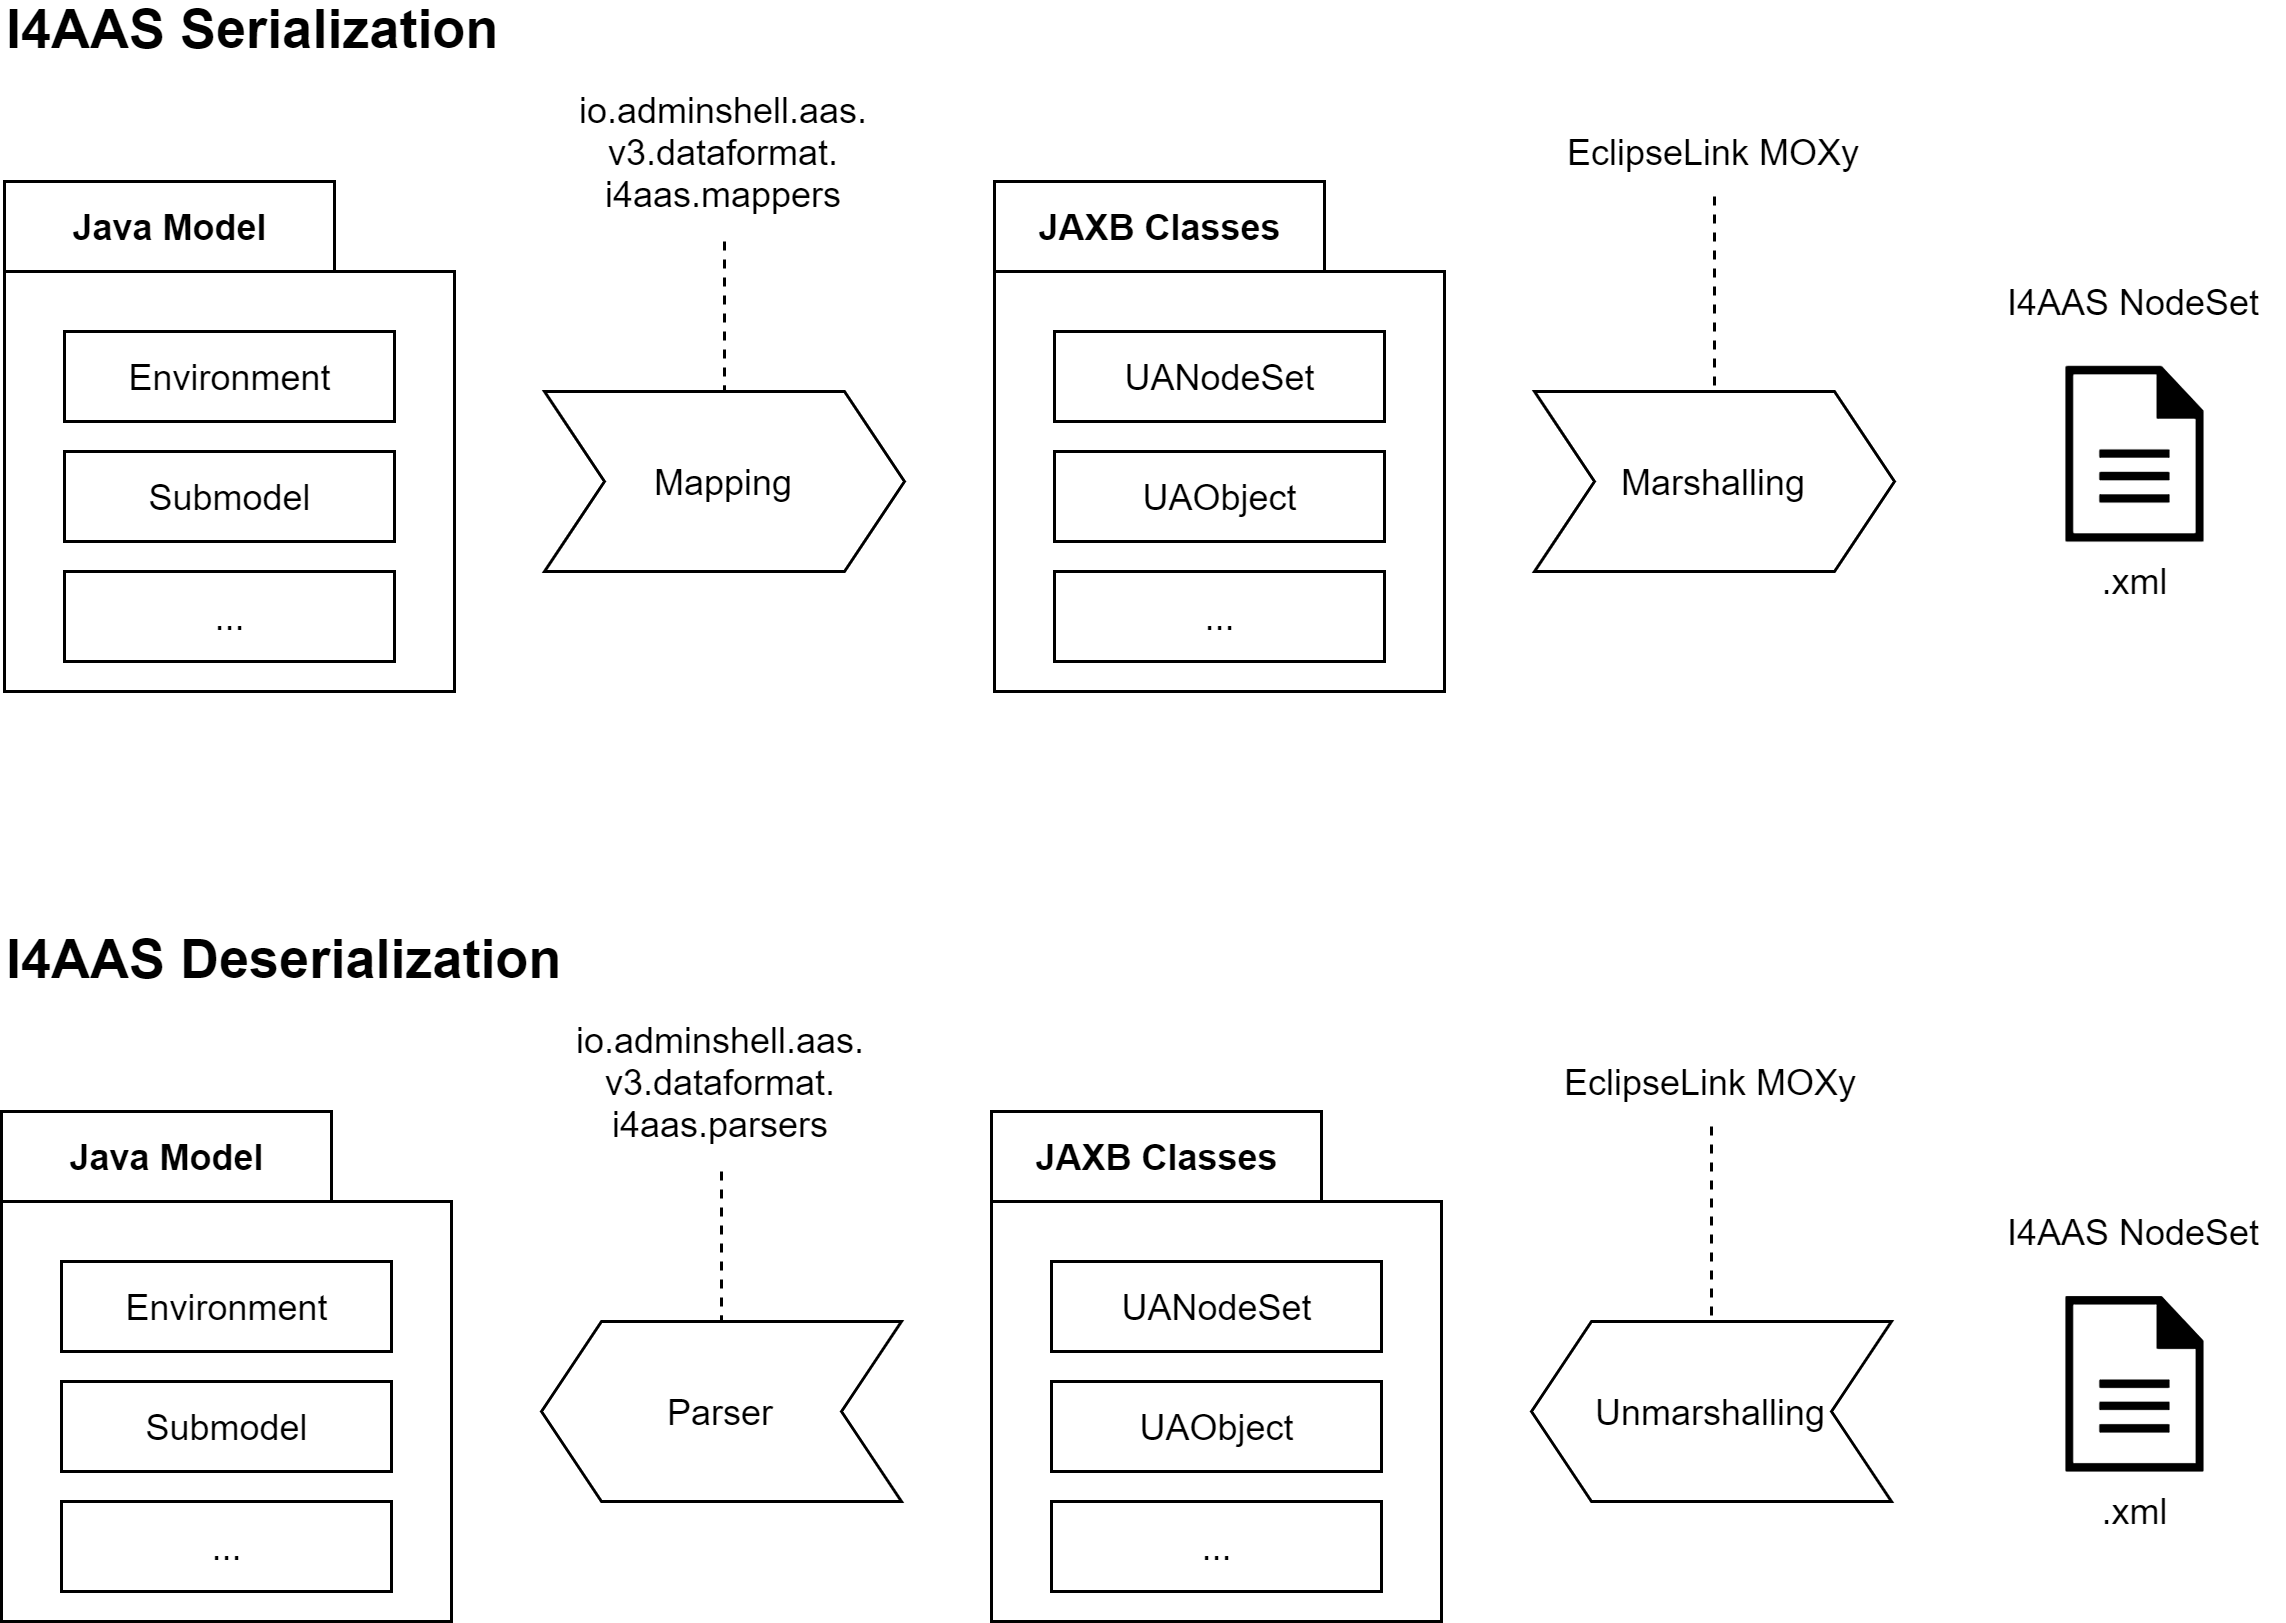 I4AAS Serialization
io.adminshell.aas.
v3.dataformat.
i4aas.mappers
EclipseLink MOXy
Java Model
JAXB Classes
I4AAS NodeSet
Environment
UANodeSet
Mapping
Marshalling
Submodel
UAObject
.xml
...
...
I4AAS Deserialization
io.adminshell.aas.
v3.dataformat.
i4aas.parsers
EclipseLink MOXy
Java Model
JAXB Classes
I4AAS NodeSet
Environment
UANodeSet
Parser
Unmarshalling
Submodel
UAObject
.xml
...
...